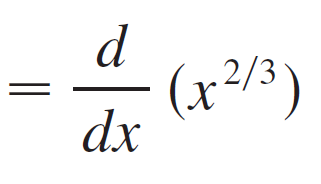 = d/dx (x^{2/3})